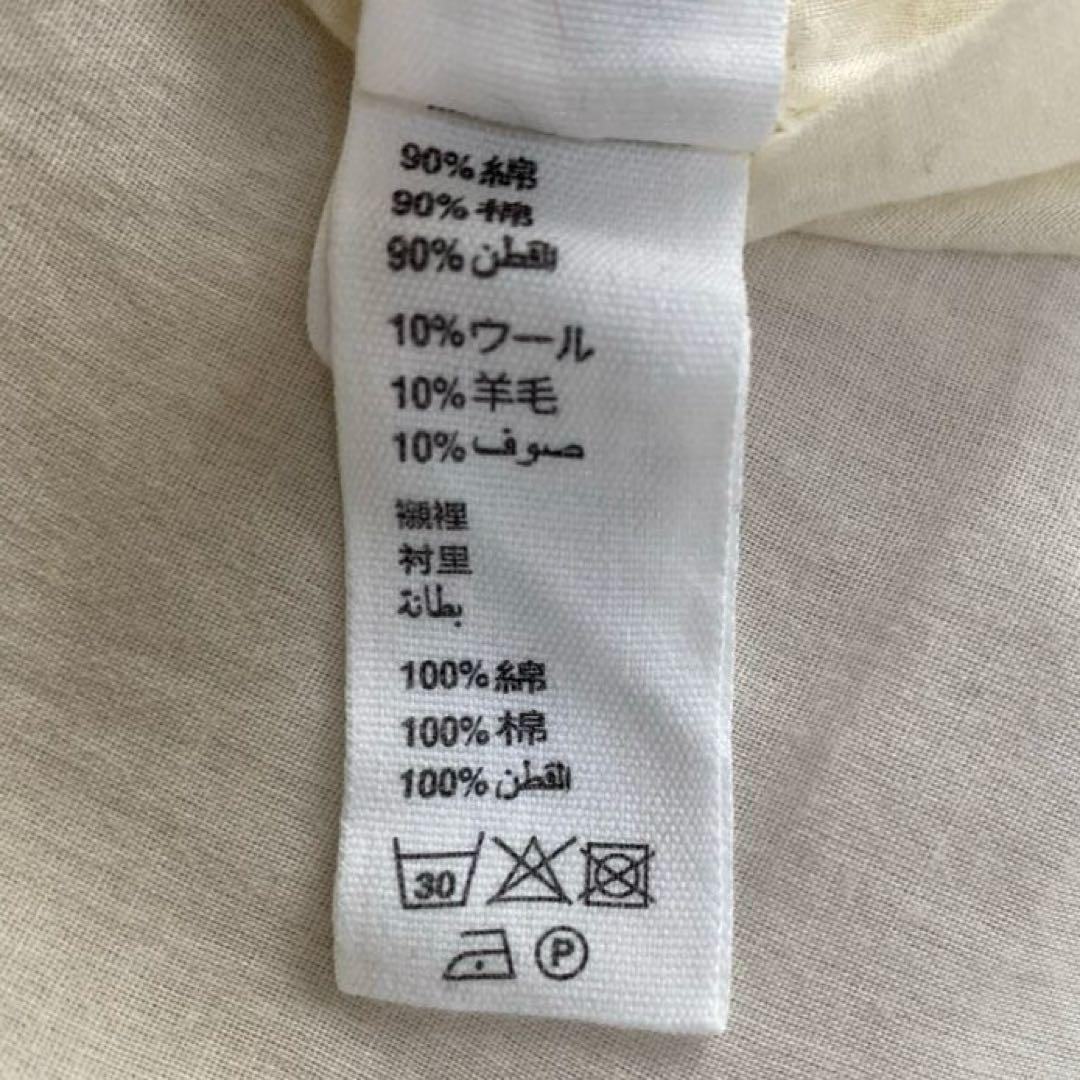 90% 綿
90% 棉
90% القطن
10% ウール
10% 羊毛
10% صوف
襯裡
衬里
بطانة
100% 綿
100% 棉
100% القطن
30
P